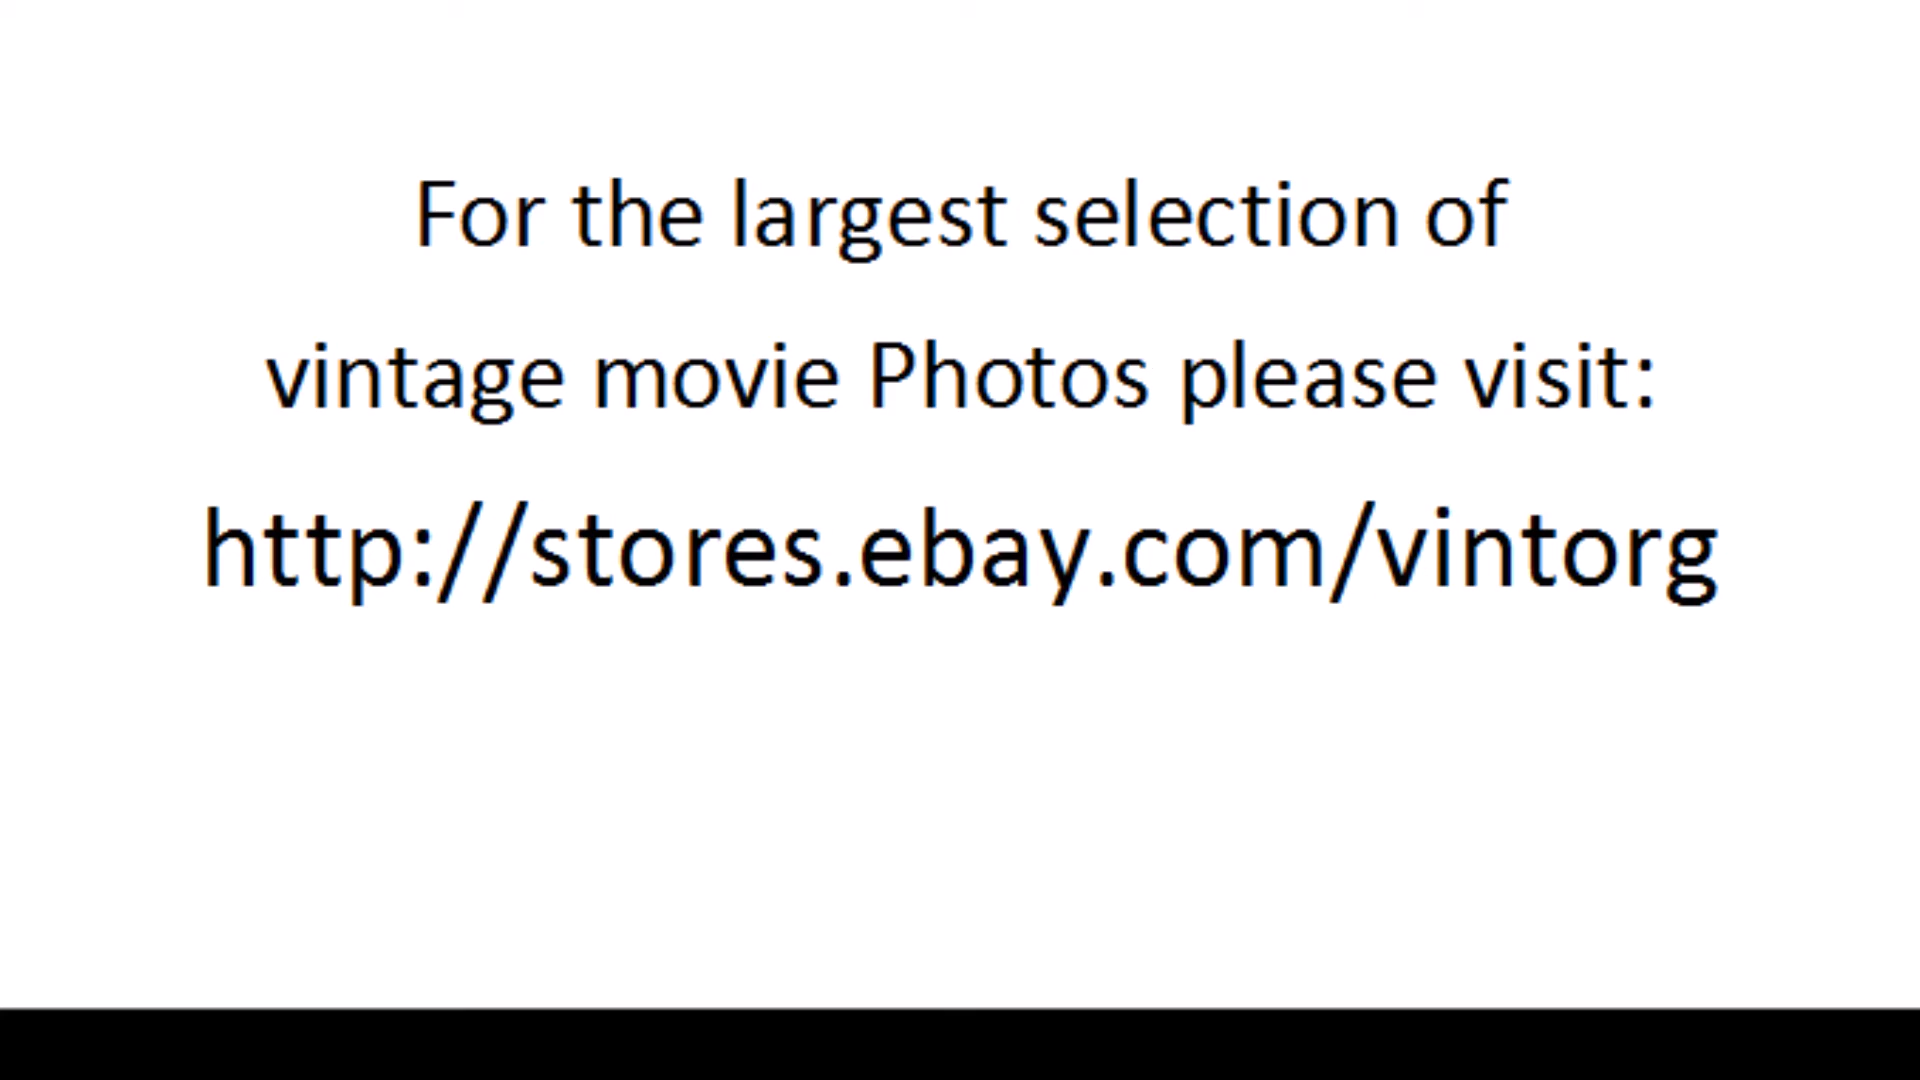 For the largest selection of
vintage movie Photos please visit:
http://stores.ebay.com/vintorg